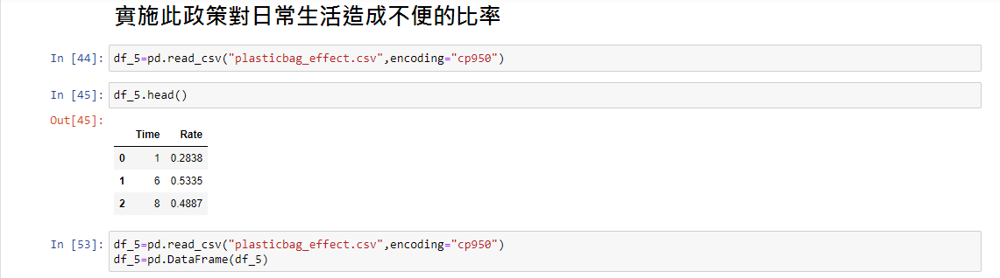 實施此政策對日常生活造成不便的比率
In [44]: df_5=pd.read_csv("plasticbag_effect.csv",encoding="cp950")
In [45]: df_5.head()
Out[45]:
Time Rate
0 1 0.2838
1 6 0.5335
2 8 0.4887
In [53]: df_5=pd.read_csv("plasticbag_effect.csv",encoding="cp950")
df_5=pd.DataFrame(df_5)